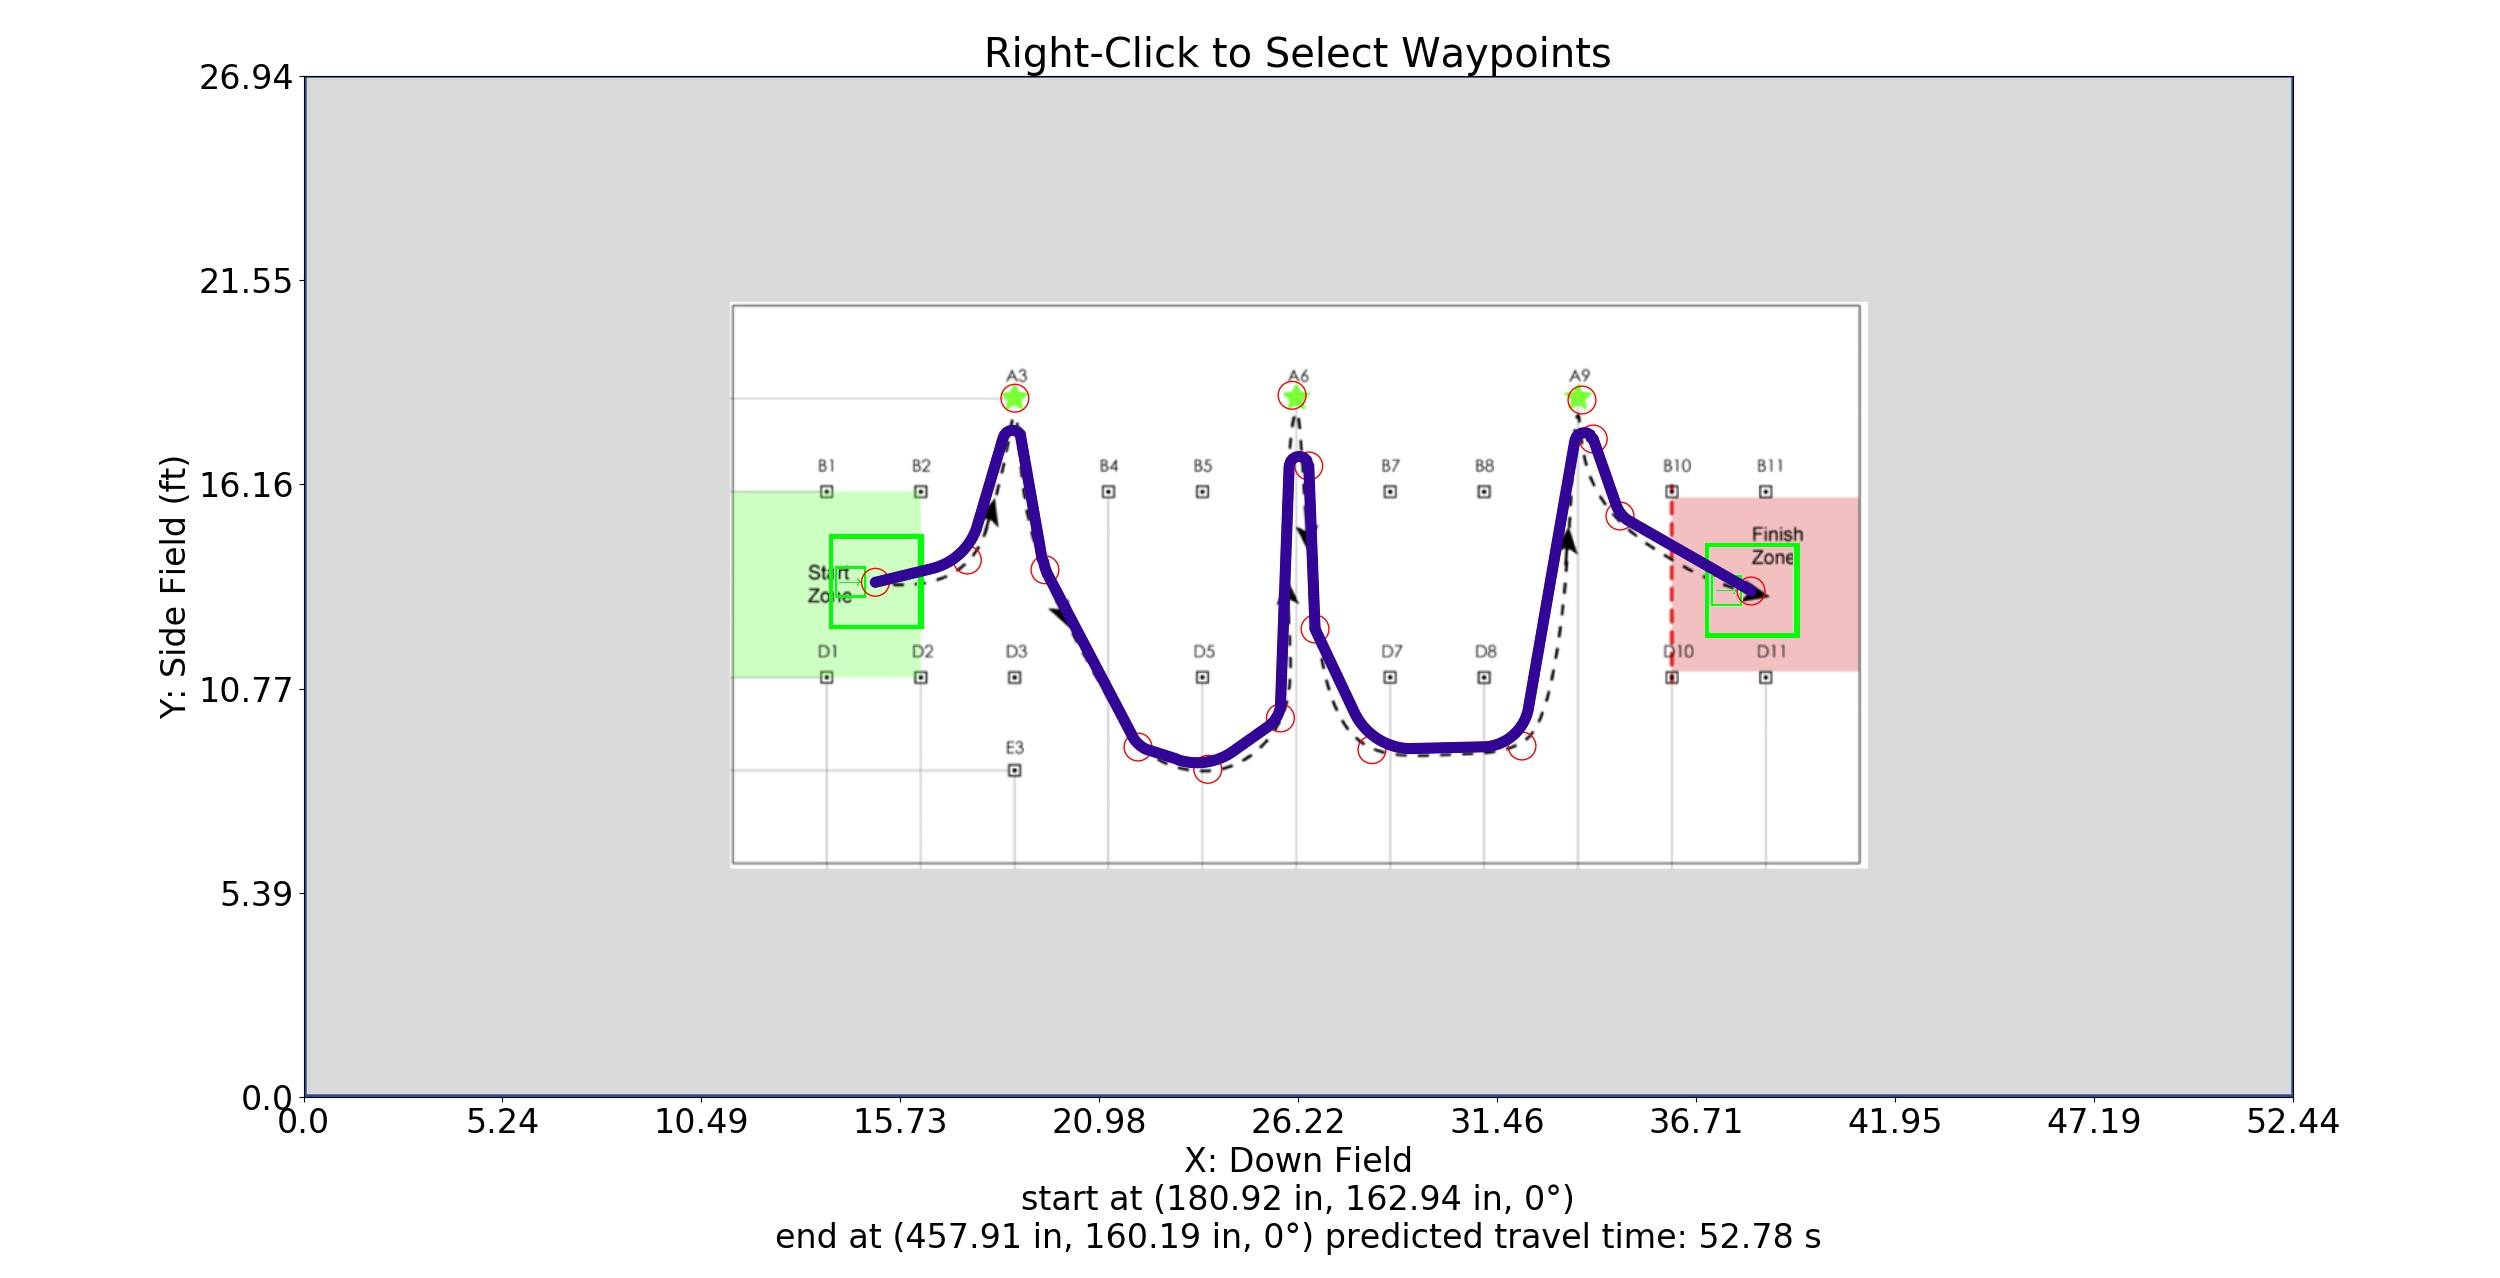 Right-Click to Select Waypoints
26.94
21.55
16.16
10.77
5.39
0.0
Y: Side Field (ft)
A3 A6 A9
B1 B2 B4 B5 B7 B8 B10 B11
Start
Zone
Finish
Zone
D1 D2 D3 D5 D7 D8 D10 D11
E3
0.0 5.24 10.49 15.73 20.98 26.22 31.46 36.71 41.95 47.19 52.44
X: Down Field
start at (180.92 in, 162.94 in, 0°)
end at (457.91 in, 160.19 in, 0°) predicted travel time: 52.78 s